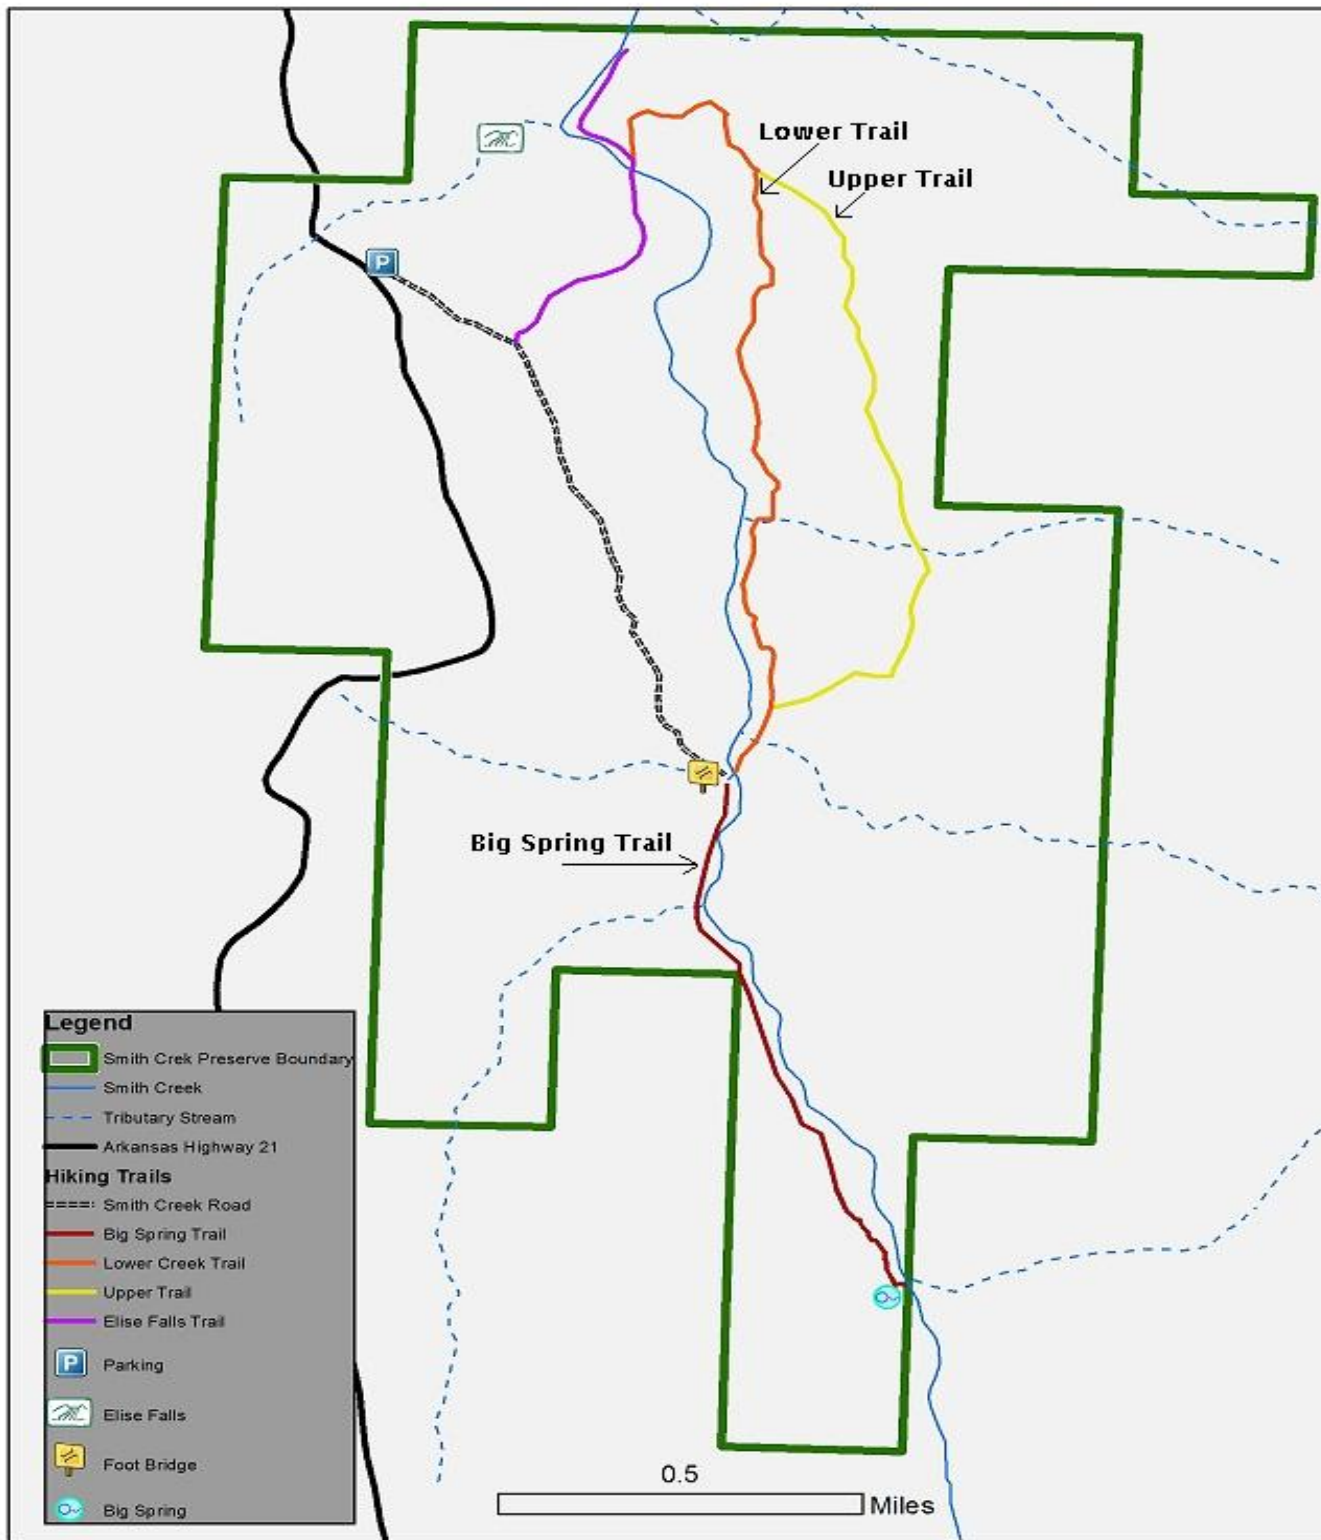 Lower Trail
Upper Trail
P
Big Spring Trail
Legend
Smith Crek Preserve Boundary
Smith Creek
Tributary Stream
Arkansas Highway 21
Hiking Trails
Smith Creek Road
Big Spring Trail
Lower Creek Trail
Upper Trail
Elise Falls Trail
P Parking
Elise Falls
Foot Bridge
Big Spring
0.5
Miles